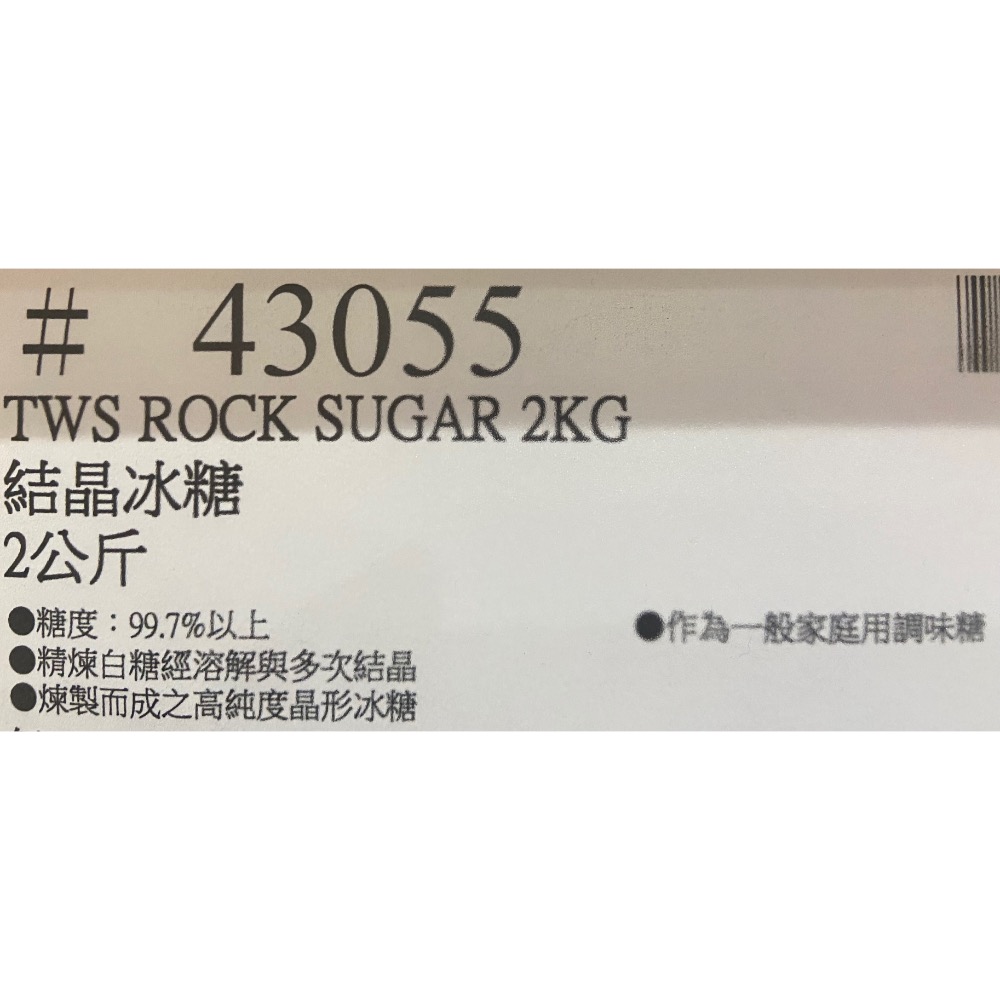 # 43055
TWS ROCK SUGAR 2KG
結晶冰糖
2公斤
●糖度：99.7%以上
●精煉白糖經溶解與多次結晶
●煉製而成之高純度晶形冰糖
●作為一般家庭用調味糖